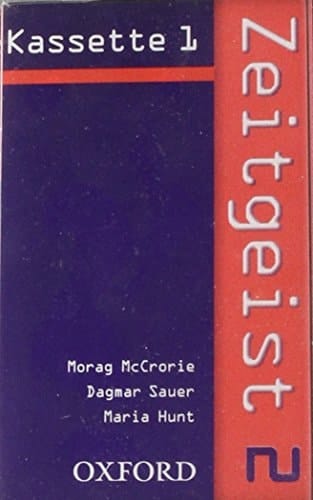 Kassette 1
Zeitgeist 2
Morag McCrorie
Dagmar Sauer
Maria Hunt
OXFORD